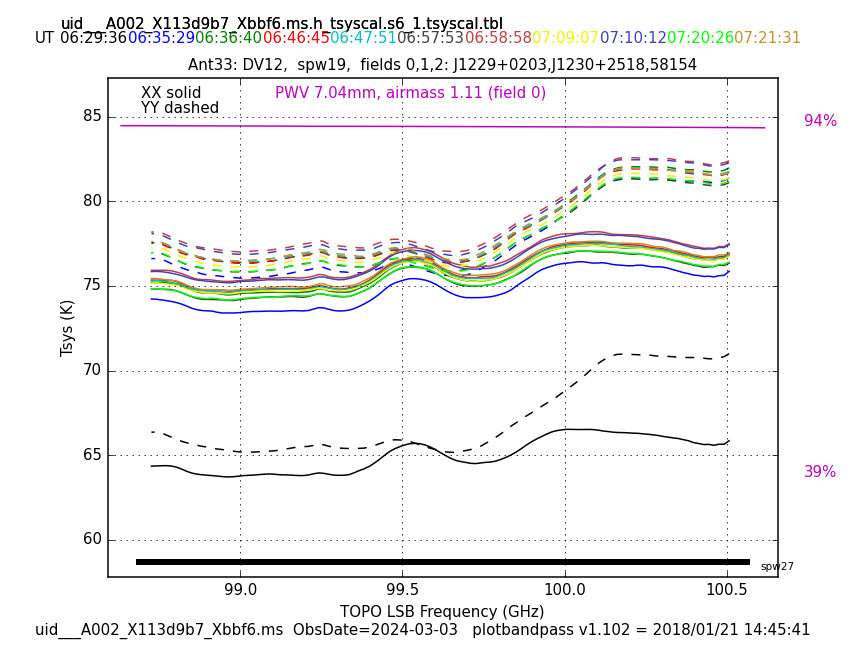 uid___A002_X113d9b7_Xbbf6.ms.h_tsyscal.s6_1.tsyscal.tbl
UT 06:29:36 06:35:29 06:36:40 06:46:45 06:47:51 06:57:53 06:58:58 07:09:07 07:10:12 07:20:26 07:21:31
Ant33: DV12, spw19, fields 0,1,2: J1229+0203,J1230+2518,58154
XX solid
YY dashed
PWV 7.04mm, airmass 1.11 (field 0)
94%
39%
85
80
75
70
65
60
Tsys (K)
spw27
99.0 99.5 100.0 100.5
TOPO LSB Frequency (GHz)
uid___A002_X113d9b7_Xbbf6.ms ObsDate=2024-03-03 plotbandpass v1.102 = 2018/01/21 14:45:41